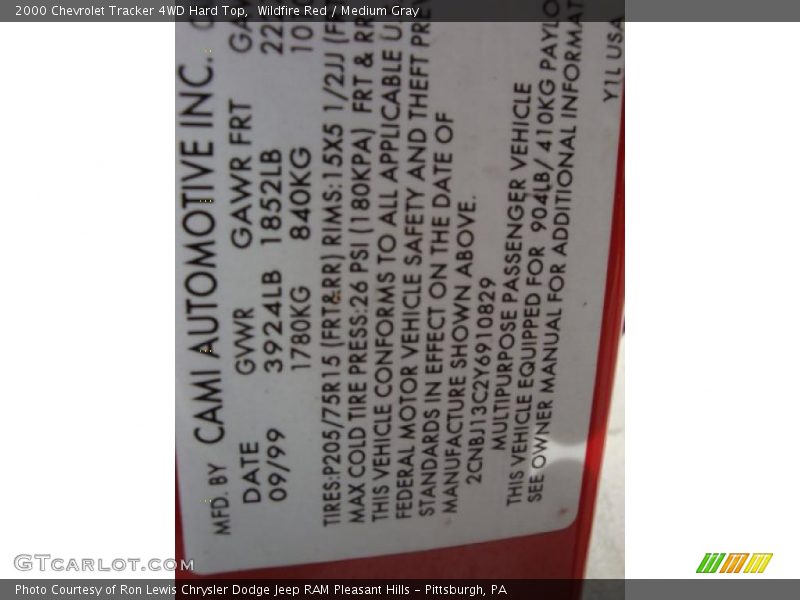 2000 Chevrolet Tracker 4WD Hard Top,  Wildfire Red / Medium Gray
MFD. BY CAMI AUTOMOTIVE INC.
DATE GVWR GAWR FRT
09/99 3924LB 1852LB
1780KG 840KG
TIRES:P205/75R15 (FRT&RR) RIMS:15X5 1/2JJ
MAX COLD TIRE PRESS:26 PSI (180KPA) FRT & RR
THIS VEHICLE CONFORMS TO ALL APPLICABLE
FEDERAL MOTOR VEHICLE SAFETY AND THEFT
STANDARDS IN EFFECT ON THE DATE OF
MANUFACTURE SHOWN ABOVE.
2CNBJ13C2Y6910829
MULTIPURPOSE PASSENGER VEHICLE
THIS VEHICLE EQUIPPED FOR 904LB/ 410KG
SEE OWNER MANUAL FOR ADDITIONAL
Y1L USA
GTcarlot.com
Photo Courtesy of Ron Lewis Chrysler Dodge Jeep RAM Pleasant Hills - Pittsburgh, PA